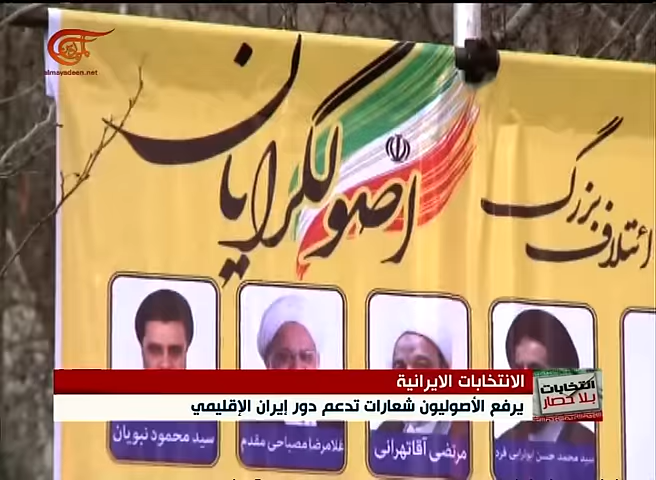 almayadeen.net
ائتلاف بزرگ
اصولگرایان
الانتخابات الايرانية
يرفع الأصوليون شعارات تدعم دور إيران الإقليمي
الانتخابات
بلا حصار
سید محمد حسن ابوترابی فرد
مرتضی آقاتهرانی
غلامرضا مصباحی مقدم
سید محمود نبویان